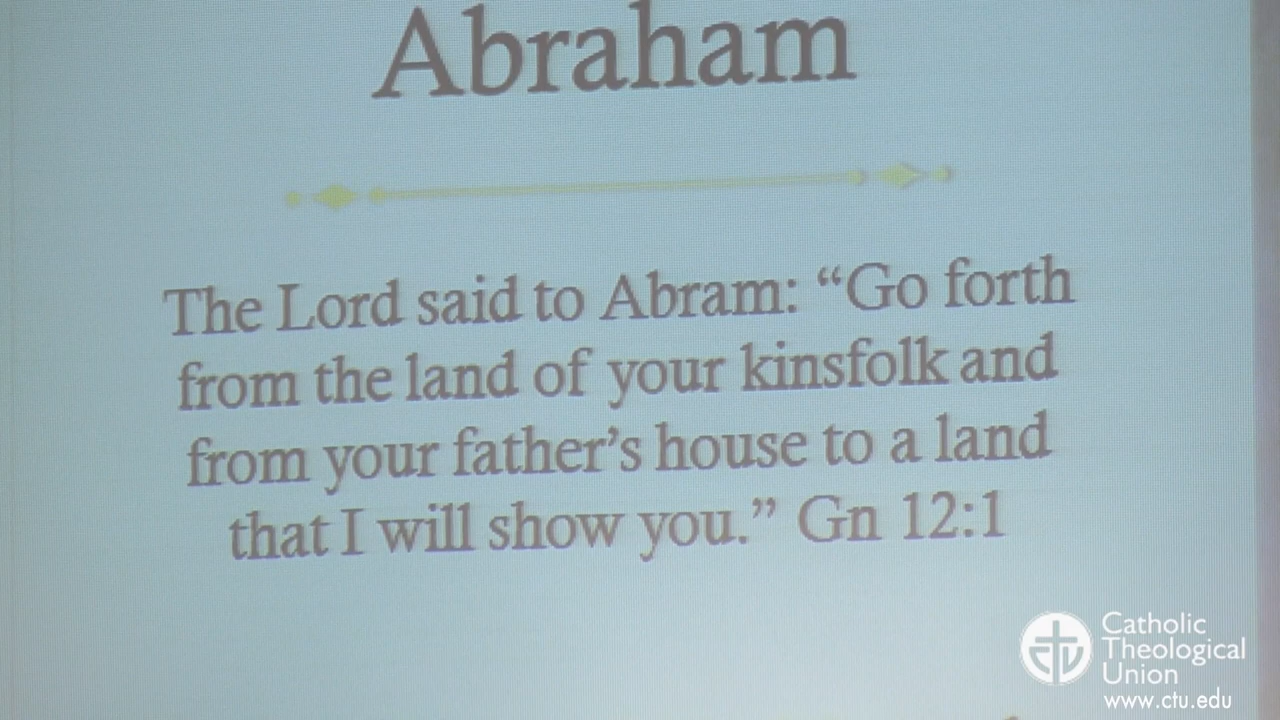 Abraham
The Lord said to Abram: “Go forth
from the land of your kinsfolk and
from your father’s house to a land
that I will show you.” Gn 12:1
Catholic
Theological
Union
www.ctu.edu